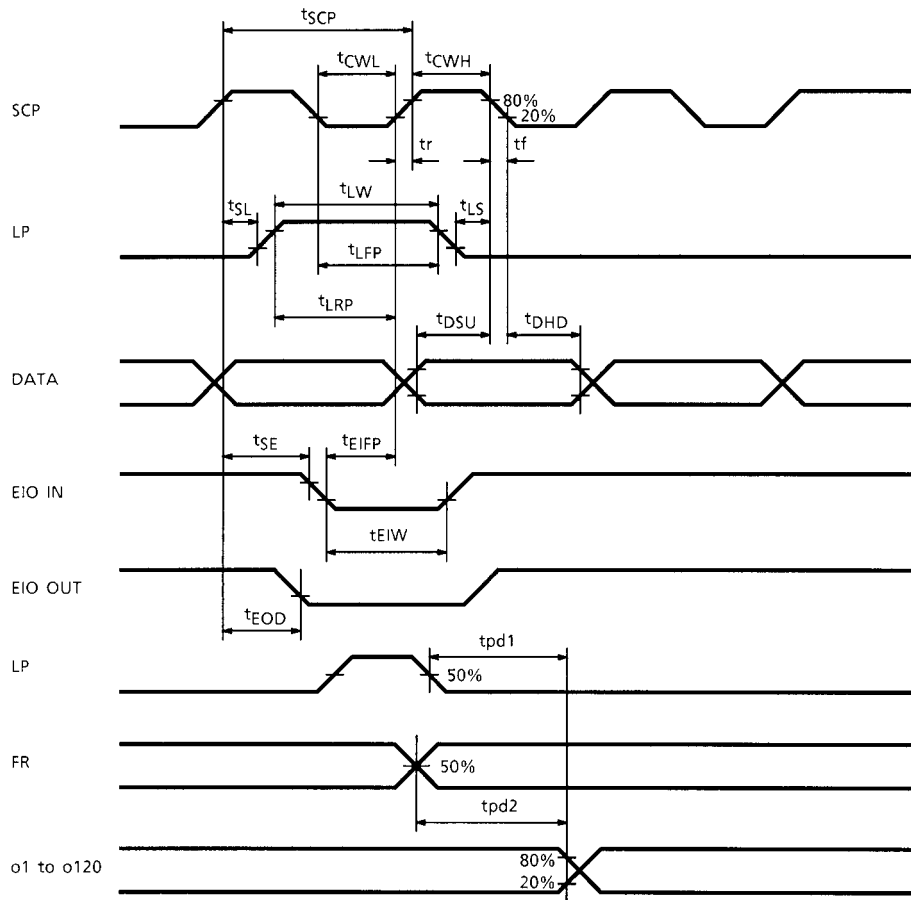 tSCP
tCWL tCWH
SCP 80%
20%
tr tf
tLW
tSL tLS
LP
tLFP
tLRP
tDSU tDHD
DATA
tSE tEIFP
EIO IN
tEIW
EIO OUT
tEOD
tpd1
LP
50%
FR
50%
tpd2
o1 to o120 80%
20%